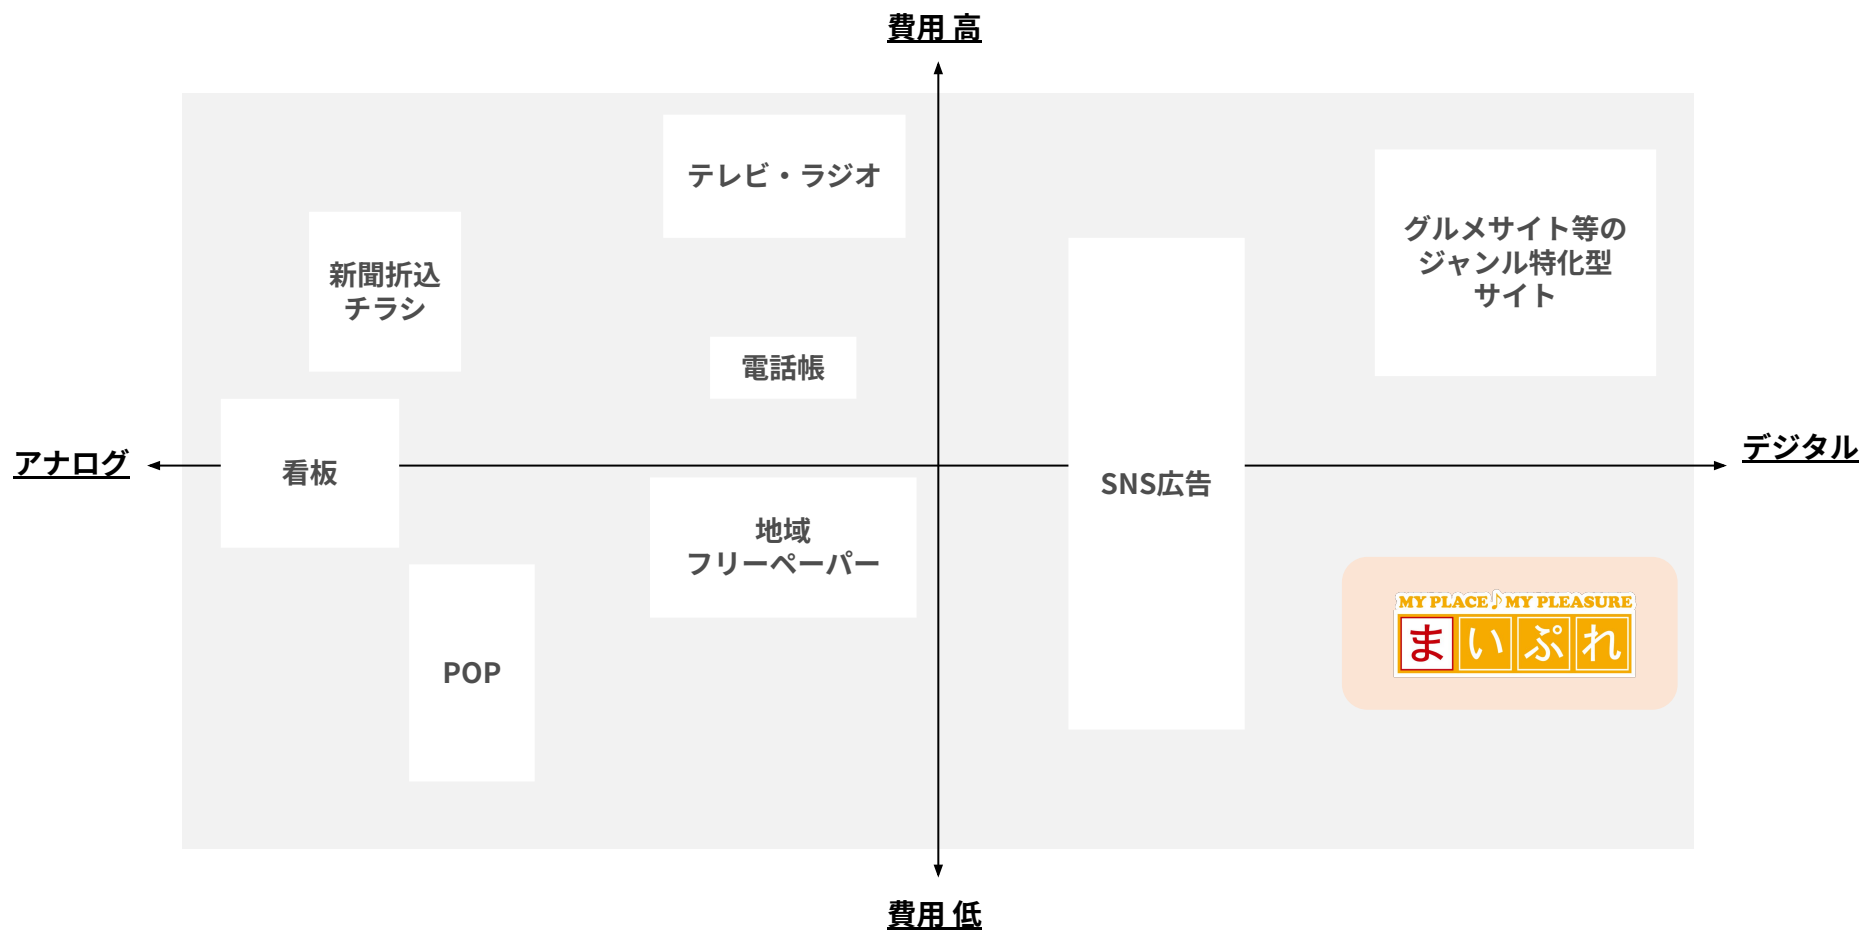 費用 高
テレビ・ラジオ
グルメサイト等の
ジャンル特化型
サイト
新聞折込
チラシ
電話帳
アナログ
デジタル
看板
SNS広告
地域
フリーペーパー
MY PLACE♪MY PLEASURE
まいぷれ
POP
費用 低